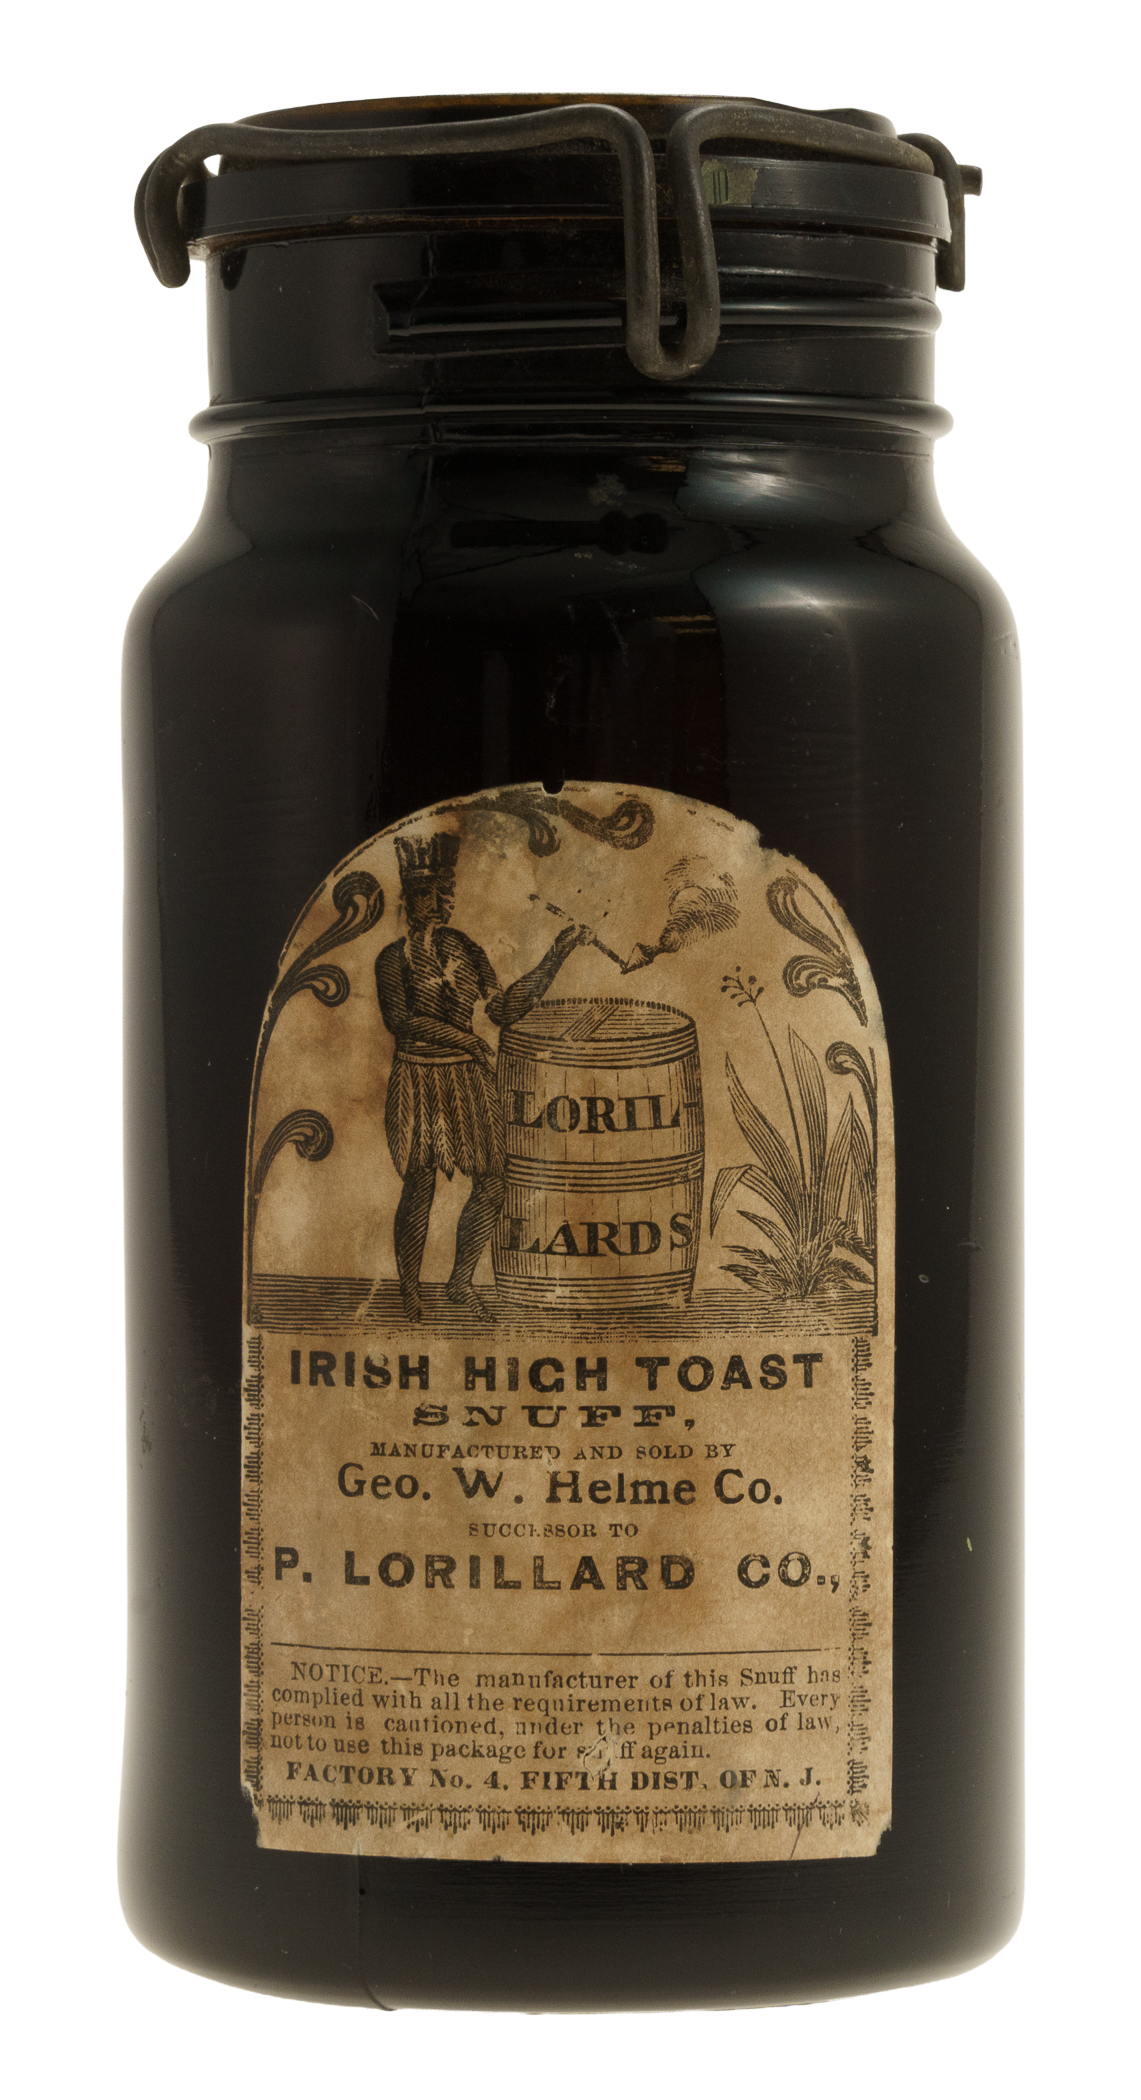 LORIL-
LARDS
IRISH HIGH TOAST
SNUFF,
MANUFACTURED AND SOLD BY
Geo. W. Helme Co.
SUCCESSOR TO
P. LORILLARD CO.,
NOTICE.—The manufacturer of this Snuff has
complied with all the requirements of law. Every
person is cautioned, under the penalties of law,
not to use this package for snuff again.
FACTORY No. 4, FIFTH DIST. OF N. J.